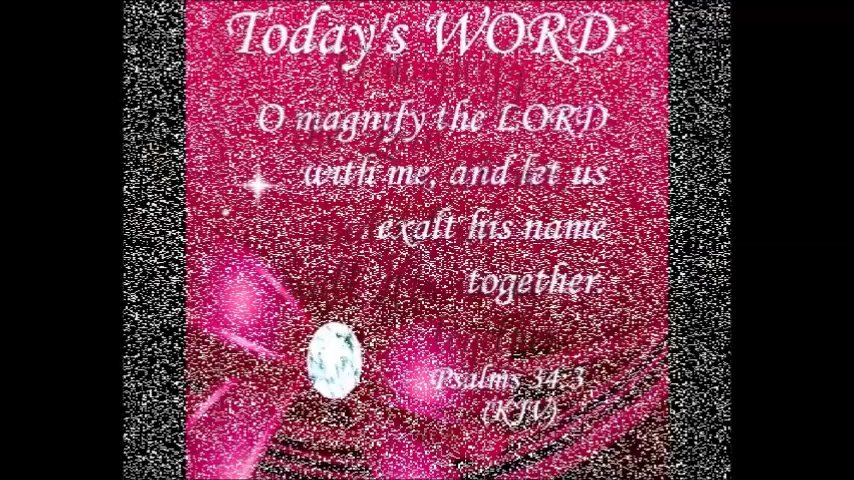 Today's WORD:
O magnify the LORD
with me, and let us
exalt his name
together.
Psalms 34:3
(KJV)